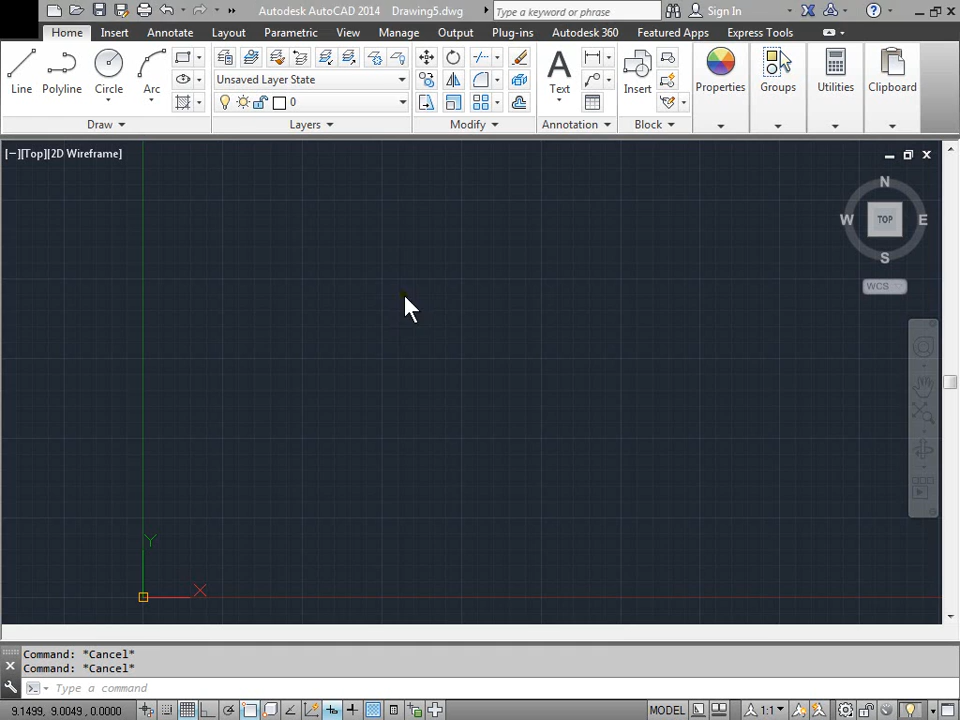 Autodesk AutoCAD 2014 Drawing5.dwg
Type a keyword or phrase
Sign In
Home Insert Annotate Layout Parametric View Manage Output Plug-ins Autodesk 360 Featured Apps Express Tools
Line Polyline Circle Arc
Unsaved Layer State
0
Text Insert Properties Groups Utilities Clipboard
Draw Layers Modify Annotation Block
[−][Top][2D Wireframe]
N
W TOP E
S
WCS
Y
X
Command: *Cancel*
Command: *Cancel*
Type a command
9.1499, 9.0049, 0.0000
MODEL
1:1